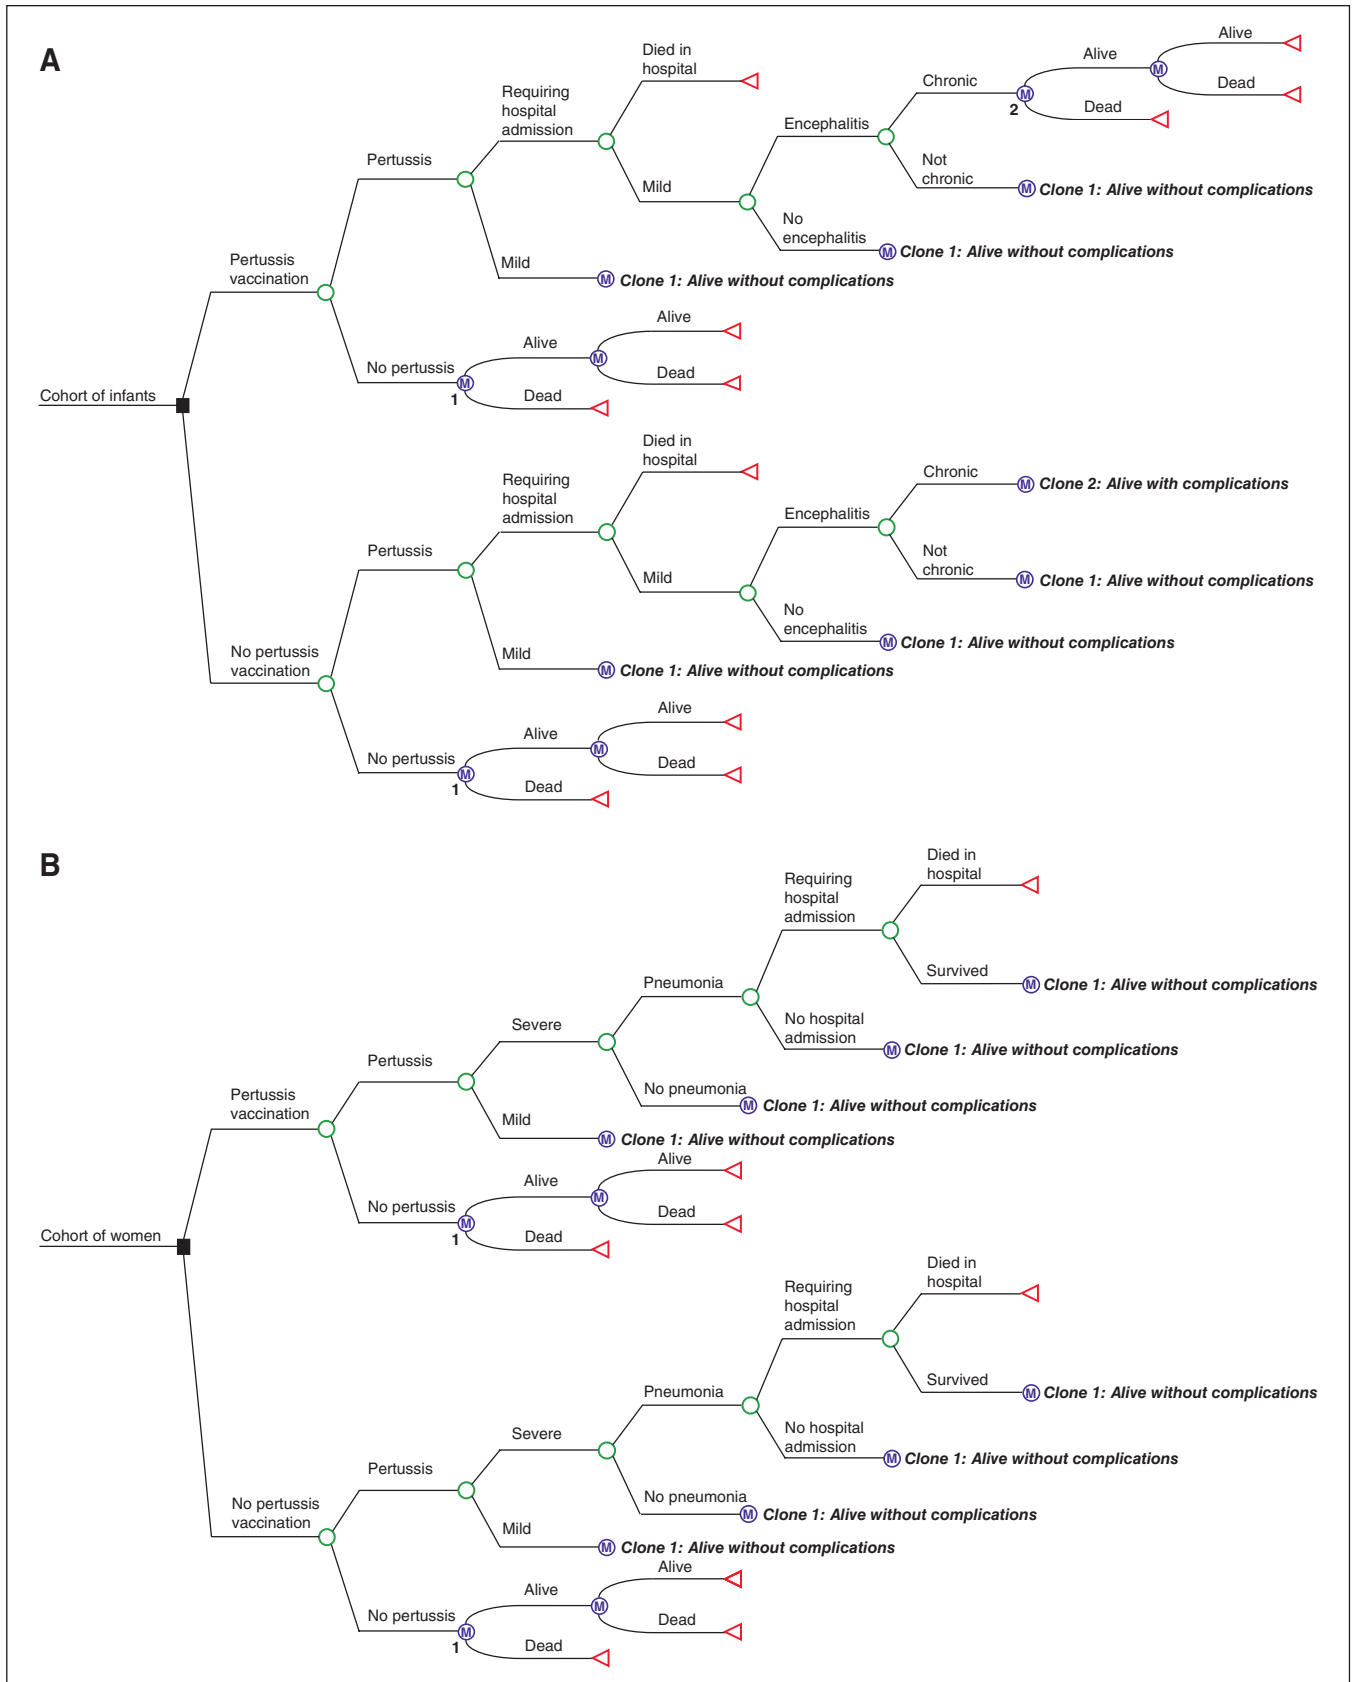 A
Died in
hospital
Requiring
hospital
admission
Pertussis
Mild
Encephalitis
Chronic
M
2
Alive
M
Alive
Dead
Dead
Not
chronic
M Clone 1: Alive without complications
No
encephalitis
M Clone 1: Alive without complications
Mild
M Clone 1: Alive without complications
Pertussis
vaccination
No pertussis
M
1
Alive
M
Alive
Dead
Dead
Cohort of infants
Died in
hospital
Requiring
hospital
admission
Pertussis
Mild
Encephalitis
Chronic
M Clone 2: Alive with complications
Not
chronic
M Clone 1: Alive without complications
No
encephalitis
M Clone 1: Alive without complications
Mild
M Clone 1: Alive without complications
No pertussis
vaccination
No pertussis
M
1
Alive
M
Alive
Dead
Dead
B
Died in
hospital
Requiring
hospital
admission
Survived
M Clone 1: Alive without complications
Pneumonia
No hospital
admission
M Clone 1: Alive without complications
Severe
No pneumonia
M Clone 1: Alive without complications
Pertussis
Mild
M Clone 1: Alive without complications
Pertussis
vaccination
No pertussis
M
1
Alive
M
Alive
Dead
Dead
Cohort of women
Died in
hospital
Requiring
hospital
admission
Survived
M Clone 1: Alive without complications
Pneumonia
No hospital
admission
M Clone 1: Alive without complications
Severe
No pneumonia
M Clone 1: Alive without complications
Pertussis
Mild
M Clone 1: Alive without complications
No pertussis
vaccination
No pertussis
M
1
Alive
M
Alive
Dead
Dead